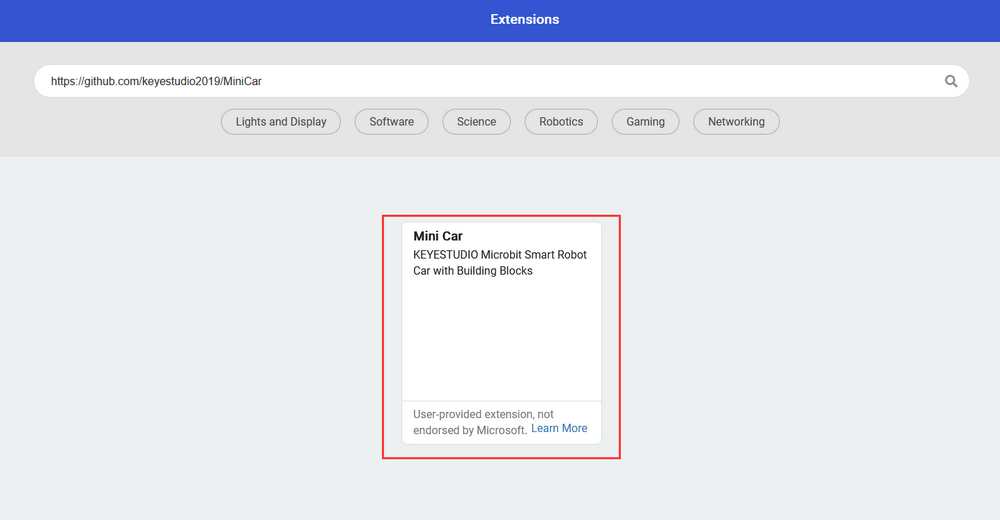 Extensions
https://github.com/keyestudio2019/MiniCar
Lights and Display
Software
Science
Robotics
Gaming
Networking
Mini Car
KEYESTUDIO Microbit Smart Robot
Car with Building Blocks
User-provided extension, not
endorsed by Microsoft. Learn More